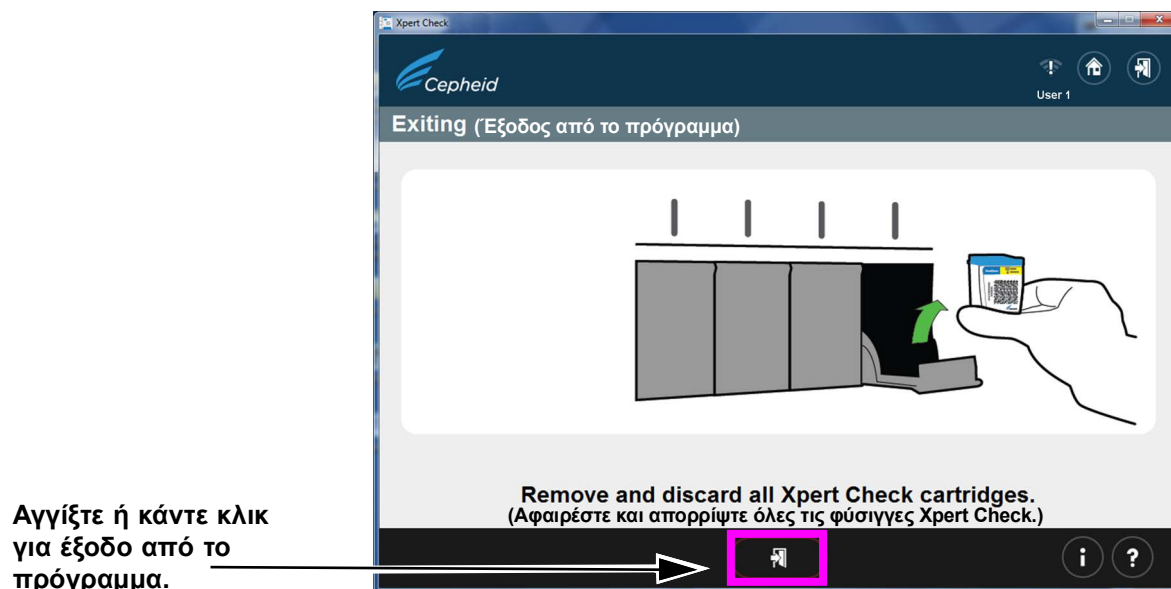 Xpert Check
Cepheid
User 1
Exiting (Έξοδος από το πρόγραμμα)
Remove and discard all Xpert Check cartridges.
(Αφαιρέστε και απορρίψτε όλες τις φύσιγγες Xpert Check.)
Αγγίξτε ή κάντε κλικ
για έξοδο από το
πρόγραμμα.
i ?